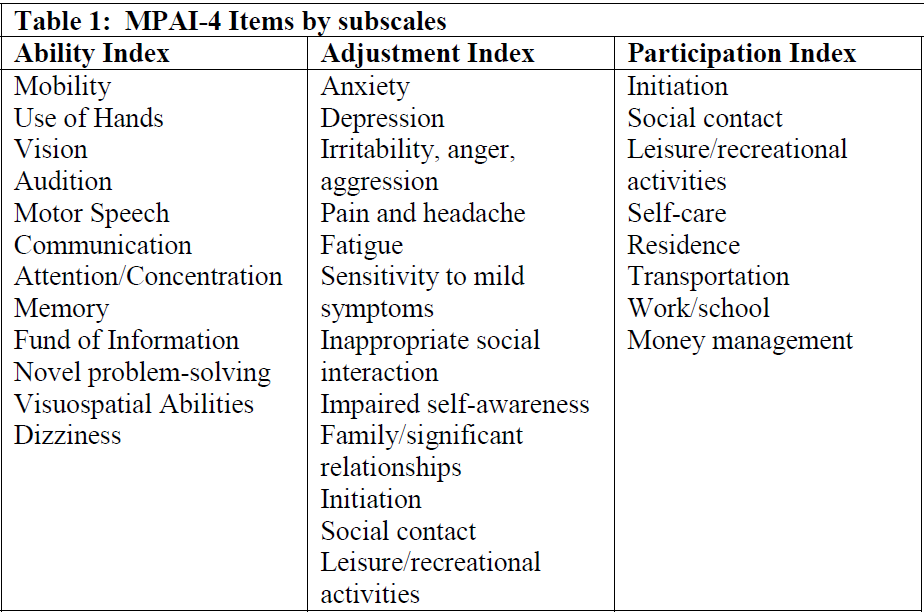 Table 1:  MPAI-4 Items by subscales
Ability Index
Mobility
Use of Hands
Vision
Audition
Motor Speech
Communication
Attention/Concentration
Memory
Fund of Information
Novel problem-solving
Visuospatial Abilities
Dizziness
Adjustment Index
Anxiety
Depression
Irritability, anger,
aggression
Pain and headache
Fatigue
Sensitivity to mild
symptoms
Inappropriate social
interaction
Impaired self-awareness
Family/significant
relationships
Initiation
Social contact
Leisure/recreational
activities
Participation Index
Initiation
Social contact
Leisure/recreational
activities
Self-care
Residence
Transportation
Work/school
Money management